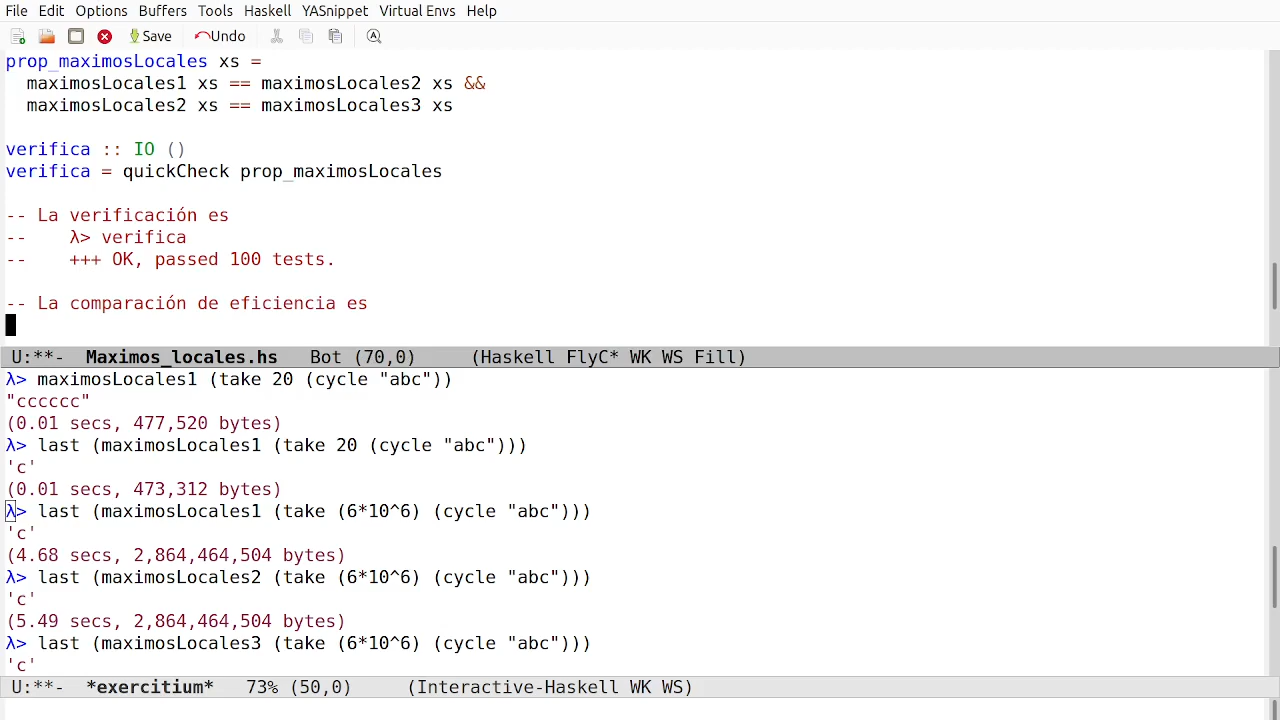 File Edit Options Buffers Tools Haskell YASnippet Virtual Envs Help
Save Undo
prop_maximosLocales xs =
  maximosLocales1 xs == maximosLocales2 xs &&
  maximosLocales2 xs == maximosLocales3 xs
verifica :: IO ()
verifica = quickCheck prop_maximosLocales
-- La verificación es
--    λ> verifica
--    +++ OK, passed 100 tests.
-- La comparación de eficiencia es
U:**-  Maximos_locales.hs   Bot (70,0)     (Haskell FlyC* WK WS Fill)
λ> maximosLocales1 (take 20 (cycle "abc"))
"cccccc"
(0.01 secs, 477,520 bytes)
λ> last (maximosLocales1 (take 20 (cycle "abc")))
'c'
(0.01 secs, 473,312 bytes)
λ> last (maximosLocales1 (take (6*10^6) (cycle "abc")))
'c'
(4.68 secs, 2,864,464,504 bytes)
λ> last (maximosLocales2 (take (6*10^6) (cycle "abc")))
'c'
(5.49 secs, 2,864,464,504 bytes)
λ> last (maximosLocales3 (take (6*10^6) (cycle "abc")))
'c'
U:**-  *exercitium*   73% (50,0)     (Interactive-Haskell WK WS)